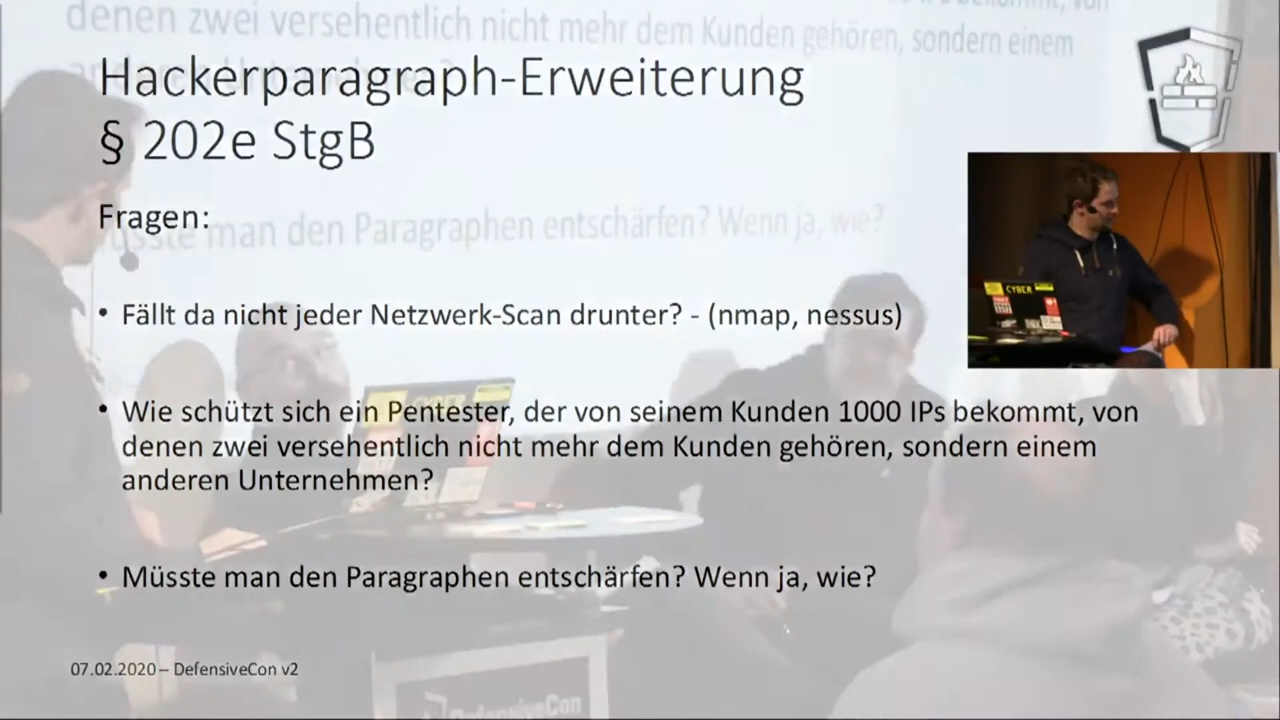 denen zwei versehentlich nicht mehr dem Kunden gehören, sondern einem
Hackerparagraph-Erweiterung
§ 202e StgB
Fragen:
müsste man den Paragraphen entschärfen? Wenn ja, wie?
• Fällt da nicht jeder Netzwerk-Scan drunter? - (nmap, nessus)
• Wie schützt sich ein Pentester, der von seinem Kunden 1000 IPs bekommt, von
denen zwei versehentlich nicht mehr dem Kunden gehören, sondern einem
anderen Unternehmen?
• Müsste man den Paragraphen entschärfen? Wenn ja, wie?
07.02.2020 – DefensiveCon v2
CYBER
CYBER
DefensiveCon